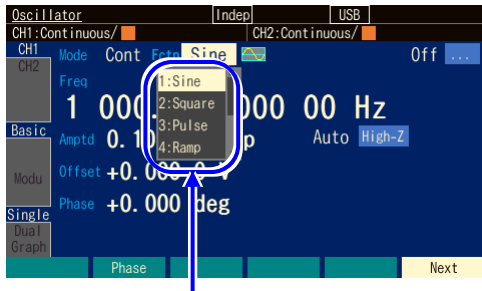 Oscillator Indep USB
CH1:Continuous/ CH2:Continuous/
CH1 Mode Cont Fctn Sine Off ...
CH2
Freq 1 000. 000 00 Hz
1:Sine
2:Square
3:Pulse
4:Ramp
Basic Amptd 0.10 p Auto High-Z
Modu Offset +0.000 0 V
Single Phase +0.000 deg
Dual
Graph
Phase Next